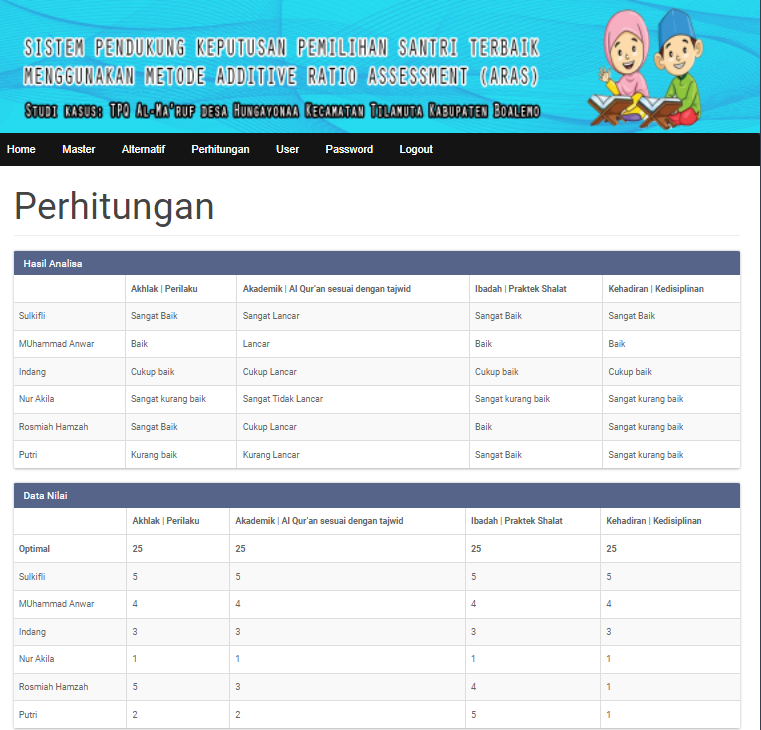 SISTEM PENDUKUNG KEPUTUSAN PEMILIHAN SANTRI TERBAIK
MENGGUNAKAN METODE ADDITIVE RATIO ASSESSMENT (ARAS)
STUDI KASUS: TPQ AL-MA'RUF DESA HUNGAYONAA KECAMATAN TILAMUTA KABUPATEN BOALEMO
Home Master Alternatif Perhitungan User Password Logout
Perhitungan
Hasil Analisa
Akhlak | Perilaku Akademik | Al Qur'an sesuai dengan tajwid Ibadah | Praktek Shalat Kehadiran | Kedisiplinan
Sulkifli Sangat Baik Sangat Lancar Sangat Baik Sangat Baik
MUhammad Anwar Baik Lancar Baik Baik
Indang Cukup baik Cukup Lancar Cukup baik Cukup baik
Nur Akila Sangat kurang baik Sangat Tidak Lancar Sangat kurang baik Sangat kurang baik
Rosmiah Hamzah Sangat Baik Cukup Lancar Baik Sangat kurang baik
Putri Kurang baik Kurang Lancar Sangat Baik Sangat kurang baik
Data Nilai
Akhlak | Perilaku Akademik | Al Qur'an sesuai dengan tajwid Ibadah | Praktek Shalat Kehadiran | Kedisiplinan
Optimal 25 25 25 25
Sulkifli 5 5 5 5
MUhammad Anwar 4 4 4 4
Indang 3 3 3 3
Nur Akila 1 1 1 1
Rosmiah Hamzah 5 3 4 1
Putri 2 2 5 1